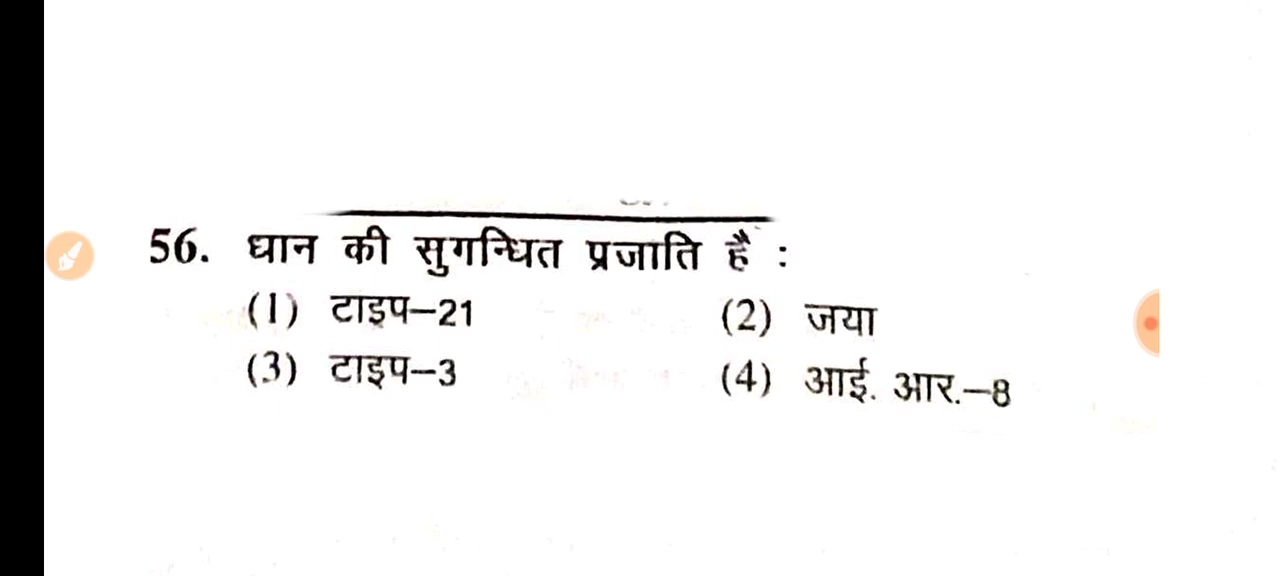 56. धान की सुगन्धित प्रजाति है :
(1) टाइप-21 (2) जया
(3) टाइप-3 (4) आई. आर.-8